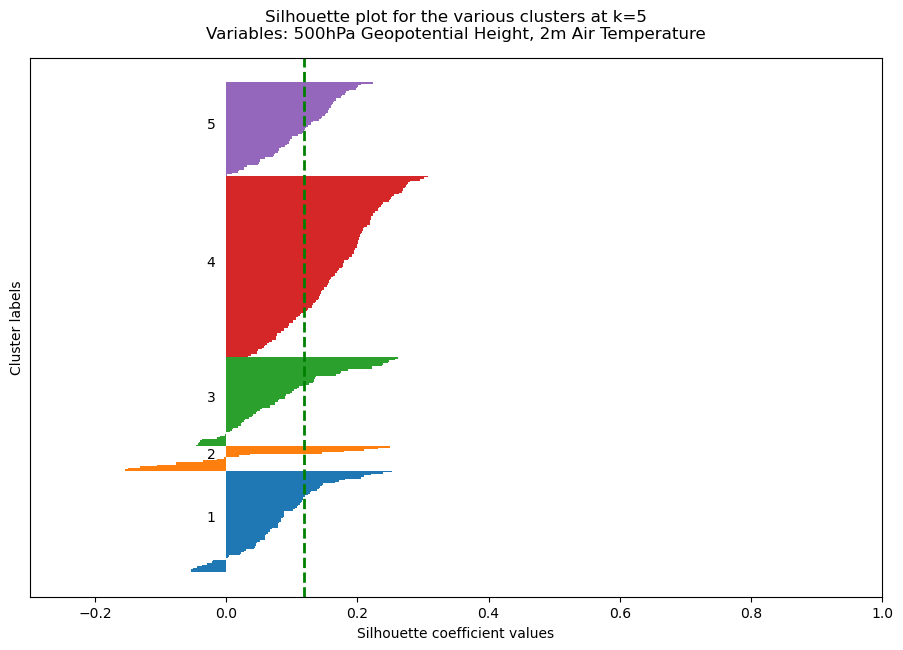 Silhouette plot for the various clusters at k=5
Variables: 500hPa Geopotential Height, 2m Air Temperature
5
4
3
2
1
Cluster labels
−0.2 0.0 0.2 0.4 0.6 0.8 1.0
Silhouette coefficient values